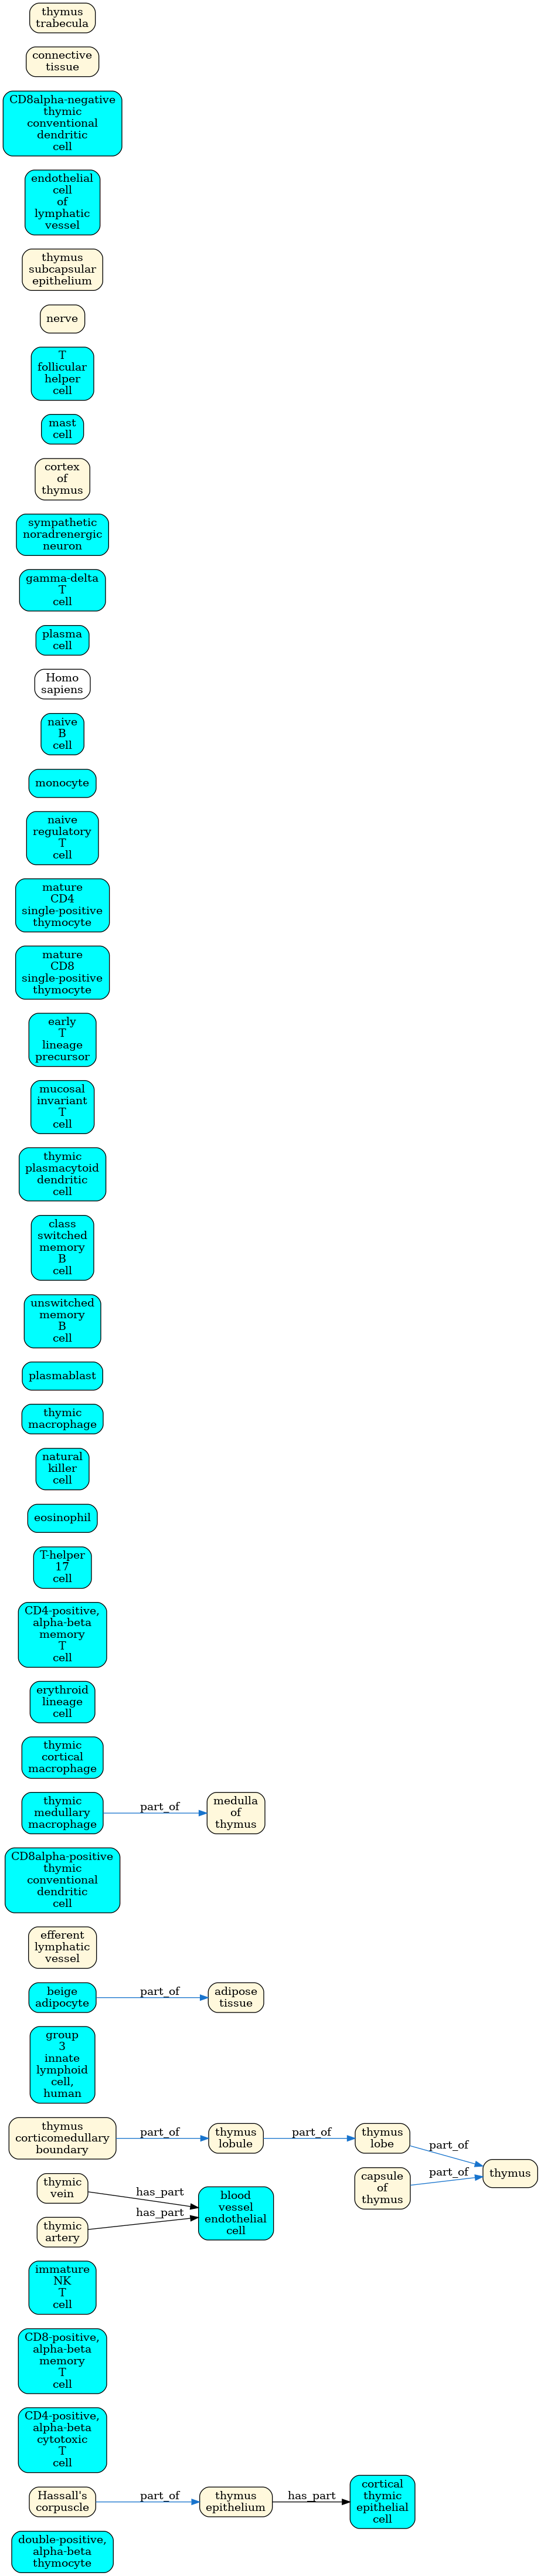 thymus
trabecula
connective
tissue
CD8alpha-negative
thymic
conventional
dendritic
cell
endothelial
cell
of
lymphatic
vessel
thymus
subcapsular
epithelium
nerve
T
follicular
helper
cell
mast
cell
cortex
of
thymus
sympathetic
noradrenergic
neuron
gamma-delta
T
cell
plasma
cell
Homo
sapiens
naive
B
cell
monocyte
naive
regulatory
T
cell
mature
CD4
single-positive
thymocyte
mature
CD8
single-positive
thymocyte
early
T
lineage
precursor
mucosal
invariant
T
cell
thymic
plasmacytoid
dendritic
cell
class
switched
memory
B
cell
unswitched
memory
B
cell
plasmablast
thymic
macrophage
natural
killer
cell
eosinophil
T-helper
17
cell
CD4-positive,
alpha-beta
memory
T
cell
erythroid
lineage
cell
thymic
cortical
macrophage
thymic
medullary
macrophage
part_of
medulla
of
thymus
CD8alpha-positive
thymic
conventional
dendritic
cell
efferent
lymphatic
vessel
beige
adipocyte
part_of
adipose
tissue
group
3
innate
lymphoid
cell,
human
thymus
corticomedullary
boundary
part_of
thymus
lobule
part_of
thymus
lobe
part_of
thymus
capsule
of
thymus
part_of
thymic
vein
has_part
blood
vessel
endothelial
cell
thymic
artery
has_part
immature
NK
T
cell
CD8-positive,
alpha-beta
memory
T
cell
CD4-positive,
alpha-beta
cytotoxic
T
cell
Hassall's
corpuscle
part_of
thymus
epithelium
has_part
cortical
thymic
epithelial
cell
double-positive,
alpha-beta
thymocyte